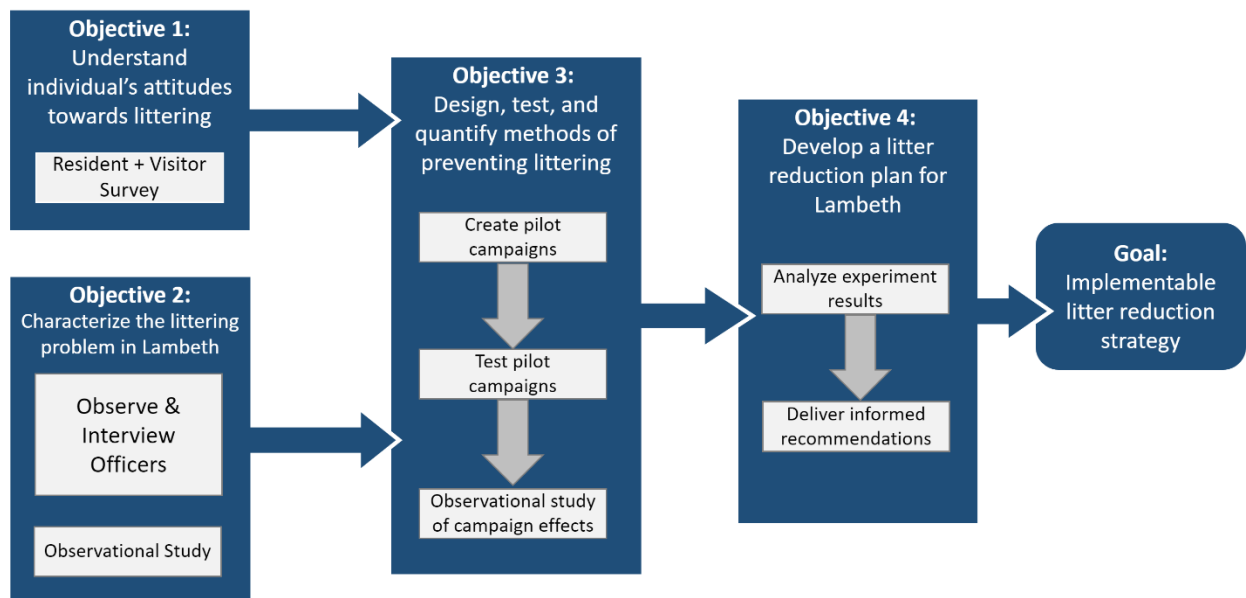 Objective 1:
Understand
individual's attitudes
towards littering
Resident + Visitor
Survey
Objective 2:
Characterize the littering
problem in Lambeth
Observe &
Interview
Officers
Observational Study
Objective 3:
Design, test, and
quantify methods of
preventing littering
Create pilot
campaigns
Test pilot
campaigns
Observational study
of campaign effects
Objective 4:
Develop a litter
reduction plan for
Lambeth
Analyze experiment
results
Deliver informed
recommendations
Goal:
Implementable
litter reduction
strategy